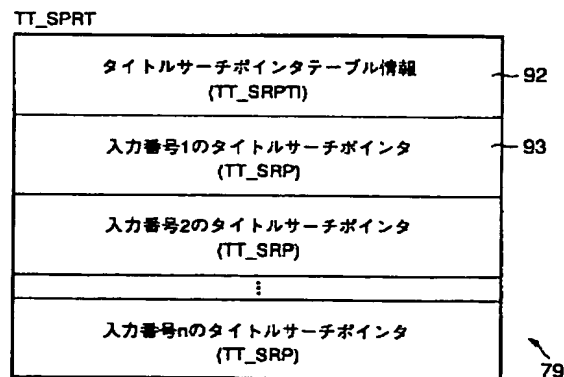 TT_SPRT
タイトルサーチポインタテーブル情報
(TT_SRPTI)
92
入力番号1のタイトルサーチポインタ
(TT_SRP)
93
入力番号2のタイトルサーチポインタ
(TT_SRP)
⋮
入力番号nのタイトルサーチポインタ
(TT_SRP)
79